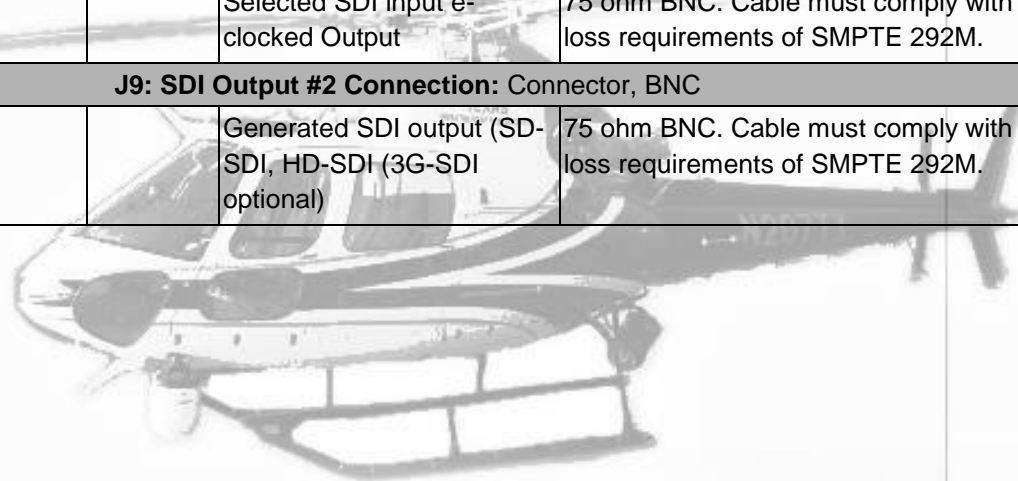 Selected SDI input e-
clocked Output
75 ohm BNC. Cable must comply with
loss requirements of SMPTE 292M.
J9: SDI Output #2 Connection: Connector, BNC
Generated SDI output (SD-
SDI, HD-SDI (3G-SDI
optional)
75 ohm BNC. Cable must comply with
loss requirements of SMPTE 292M.